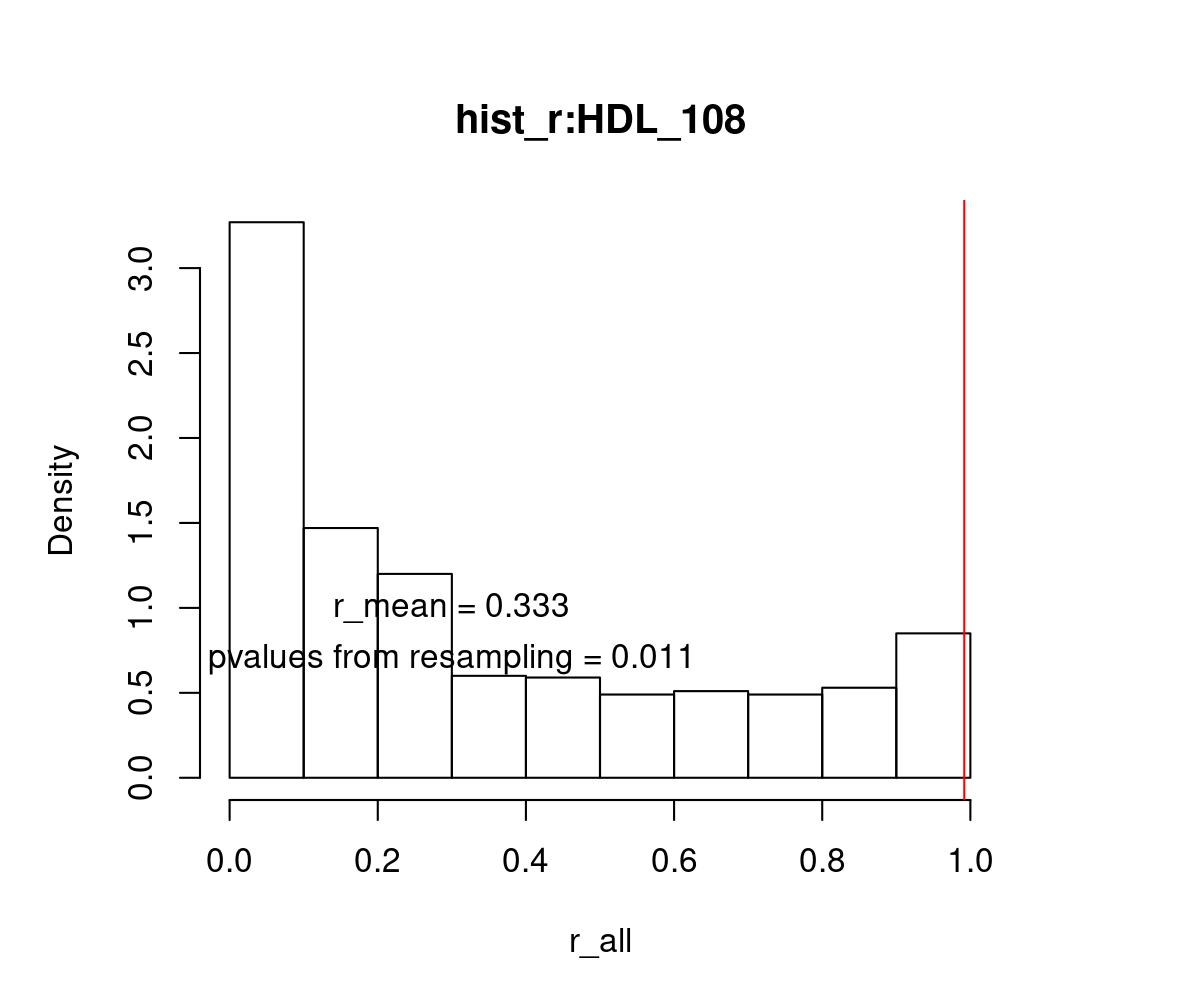 hist_r:HDL_108
Density
3.0
2.5
2.0
1.5
1.0
0.5
0.0
r_mean = 0.333
pvalues from resampling = 0.011
0.0 0.2 0.4 0.6 0.8 1.0
r_all